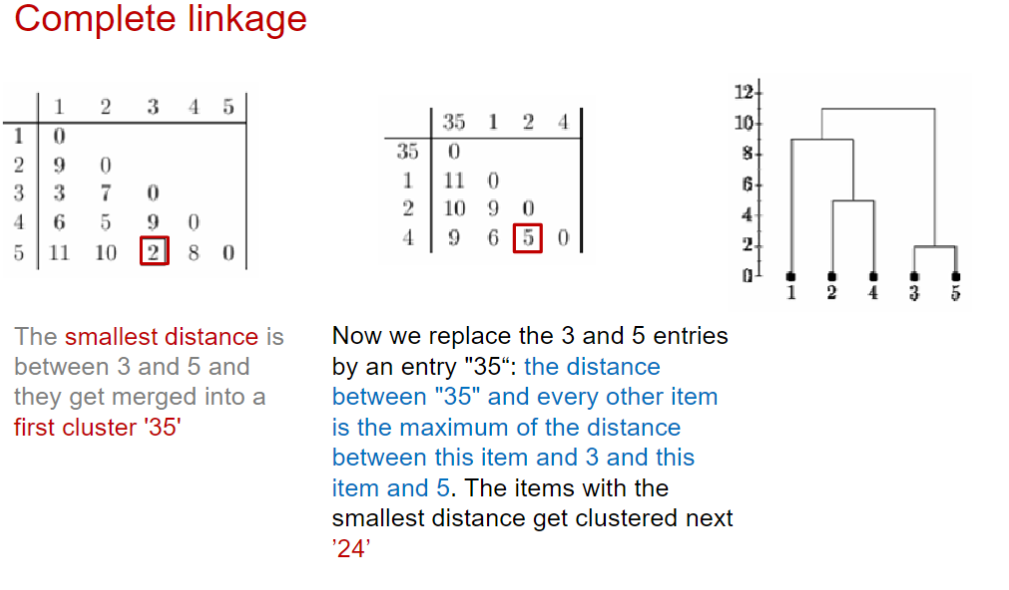 Complete linkage
1 2 3 4 5
1 0
2 9 0
3 3 7 0
4 6 5 9 0
5 11 10 2 8 0
35 1 2 4
35 0
1 11 0
2 10 9 0
4 9 6 5 0
12
10
8
6
4
2
0
1 2 4 3 5
The smallest distance is
between 3 and 5 and
they get merged into a
first cluster '35'
Now we replace the 3 and 5 entries
by an entry "35“: the distance
between "35" and every other item
is the maximum of the distance
between this item and 3 and this
item and 5. The items with the
smallest distance get clustered next
’24’